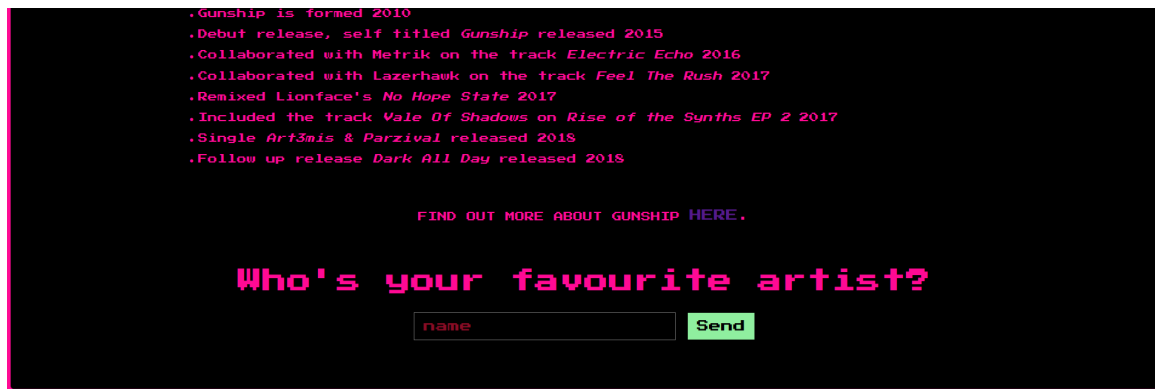 .Gunship is formed 2010
.Debut release, self titled Gunship released 2015
.Collaborated with Metrik on the track Electric Echo 2016
.Collaborated with Lazerhawk on the track Feel The Rush 2017
.Remixed Lionface's No Hope State 2017
.Included the track Vale Of Shadows on Rise of the Synths EP 2 2017
.Single Art3mis & Parzival released 2018
.Follow up release Dark All Day released 2018
FIND OUT MORE ABOUT GUNSHIP HERE.
Who's your favourite artist?
name Send